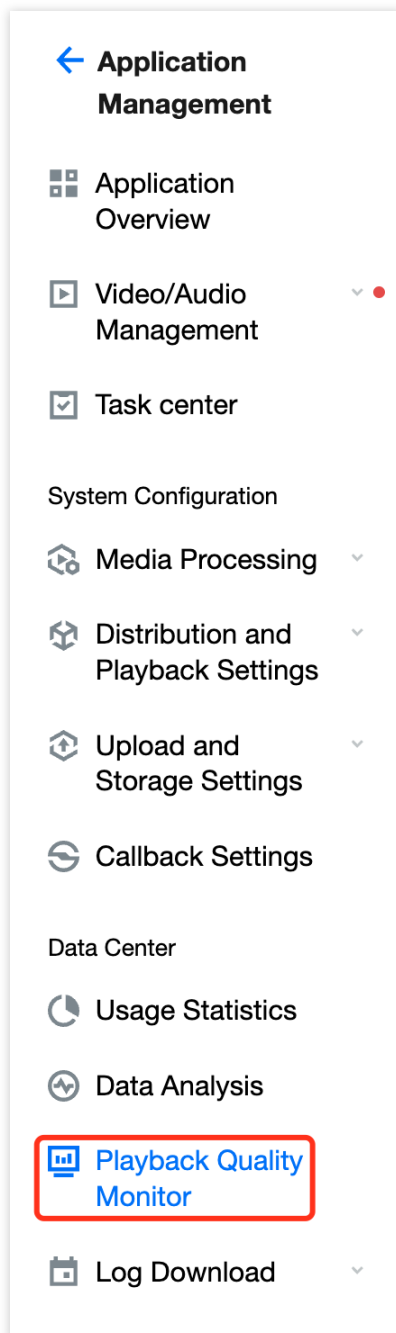 Application
Management
Application
Overview
Video/Audio
Management
Task center
System Configuration
Media Processing
Distribution and
Playback Settings
Upload and
Storage Settings
Callback Settings
Data Center
Usage Statistics
Data Analysis
Playback Quality
Monitor
Log Download